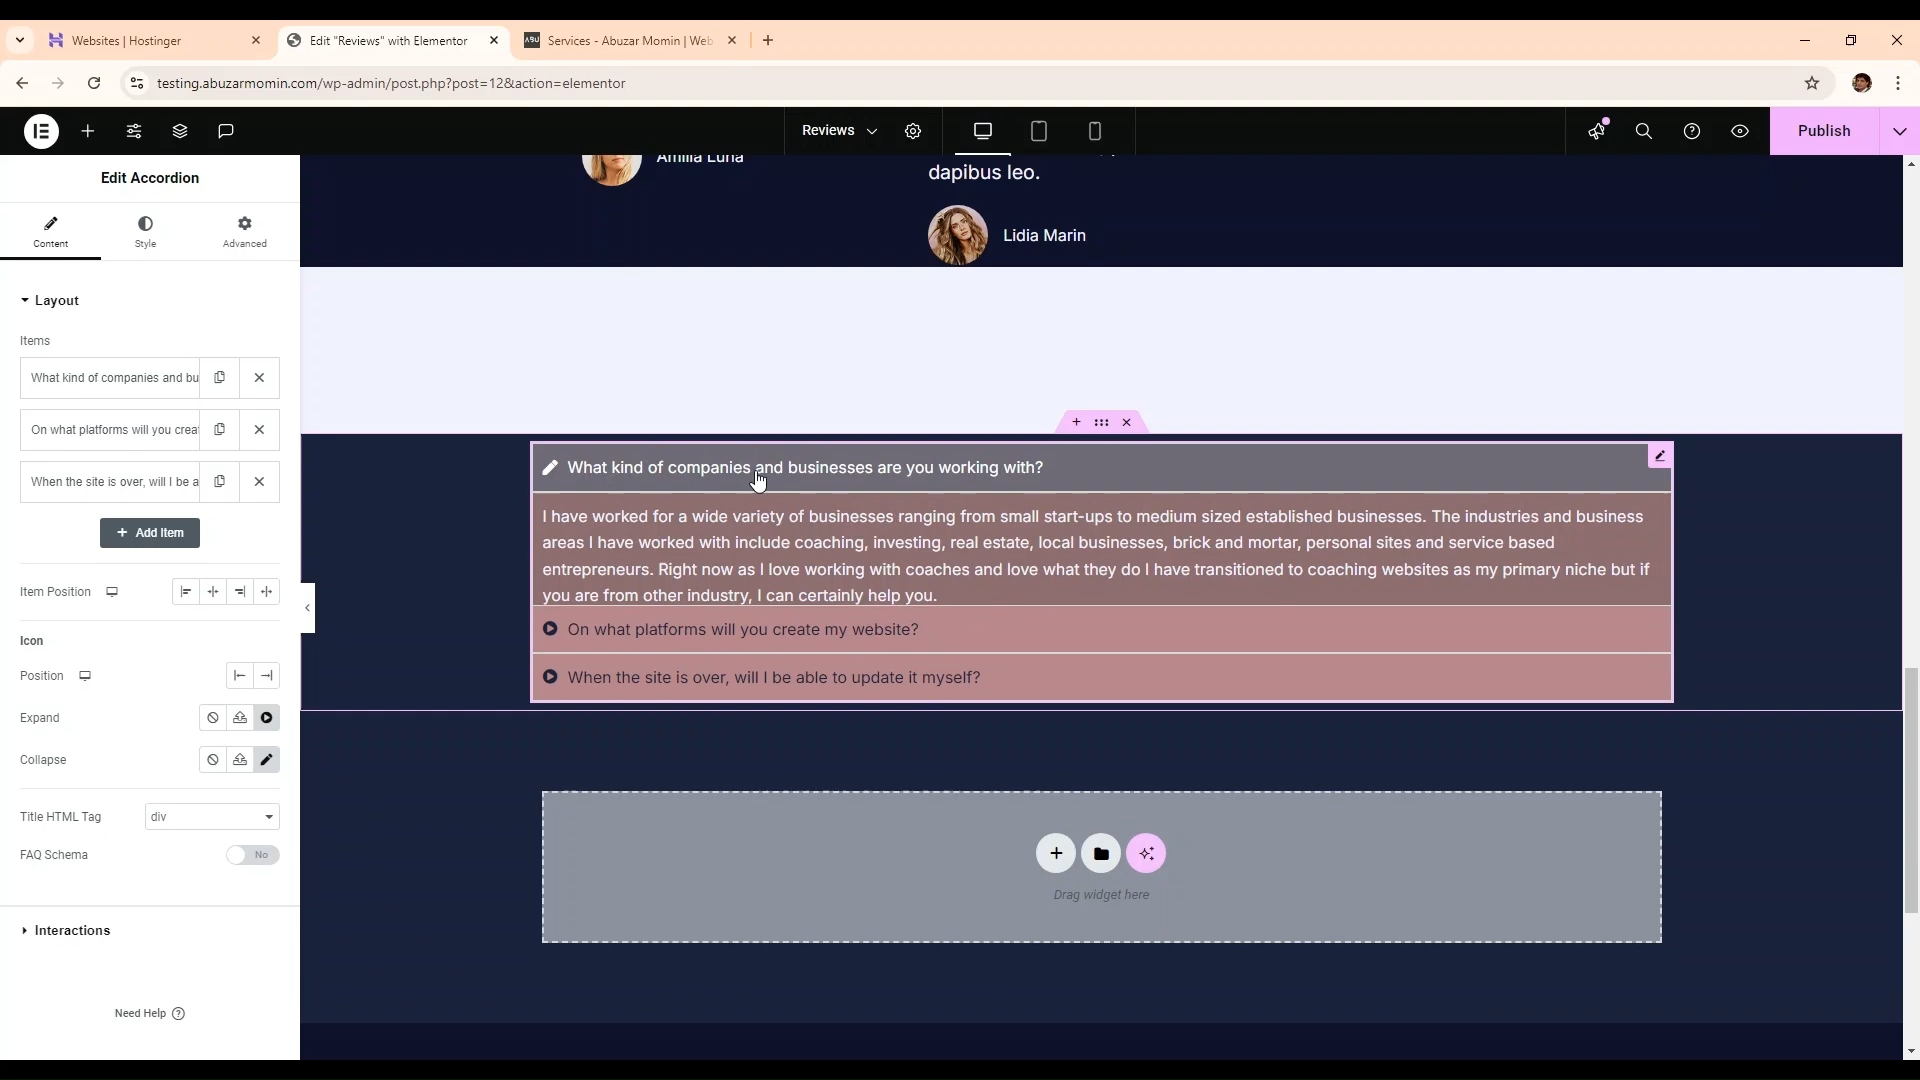 Websites | Hostinger
Edit "Reviews" with Elementor
Services - Abuzar Momin | Web
testing.abuzarmomin.com/wp-admin/post.php?post=12&action=elementor
Reviews
Publish
Edit Accordion
Content
Style
Advanced
Layout
Items
What kind of companies and bu
On what platforms will you creat
When the site is over, will I be a
+ Add Item
Item Position
Icon
Position
Expand
Collapse
Title HTML Tag
div
FAQ Schema
No
Interactions
Need Help
Amilia Luna
dapibus leo.
Lidia Marin
What kind of companies and businesses are you working with?
I have worked for a wide variety of businesses ranging from small start-ups to medium sized established businesses. The industries and business
areas I have worked with include coaching, investing, real estate, local businesses, brick and mortar, personal sites and service based
entrepreneurs. Right now as I love working with coaches and love what they do I have transitioned to coaching websites as my primary niche but if
you are from other industry, I can certainly help you.
On what platforms will you create my website?
When the site is over, will I be able to update it myself?
Drag widget here